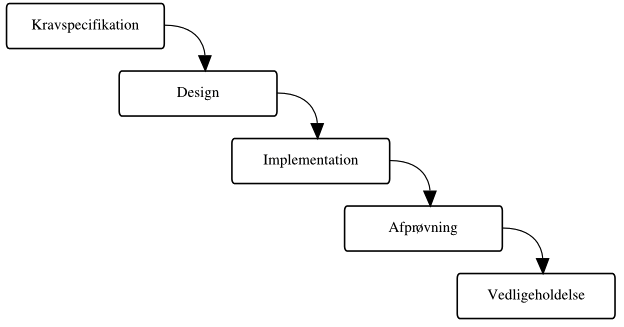 Kravspecifikation
Design
Implementation
Afprøvning
Vedligeholdelse